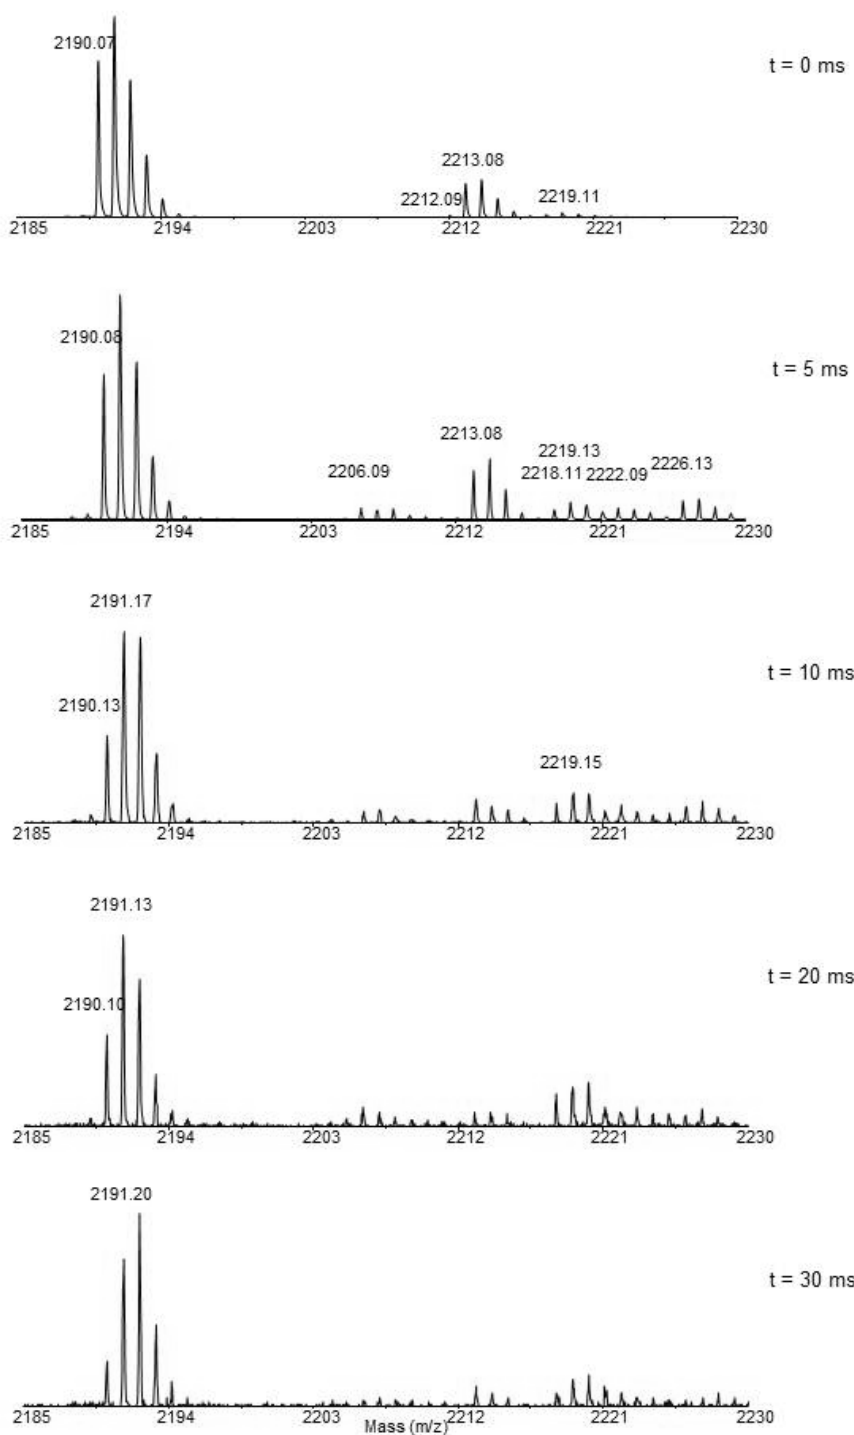 2190.07
t = 0 ms
2213.08
2212.09 2219.11
2185 2194 2203 2212 2221 2230
2190.08
t = 5 ms
2213.08
2219.13
2206.09 2218.11 2222.09 2226.13
2185 2194 2203 2212 2221 2230
2191.17
t = 10 ms
2190.13
2219.15
2185 2194 2203 2212 2221 2230
2191.13
t = 20 ms
2190.10
2185 2194 2203 2212 2221 2230
2191.20
t = 30 ms
2185 2194 2203 2212 2221 2230
Mass (m/z)